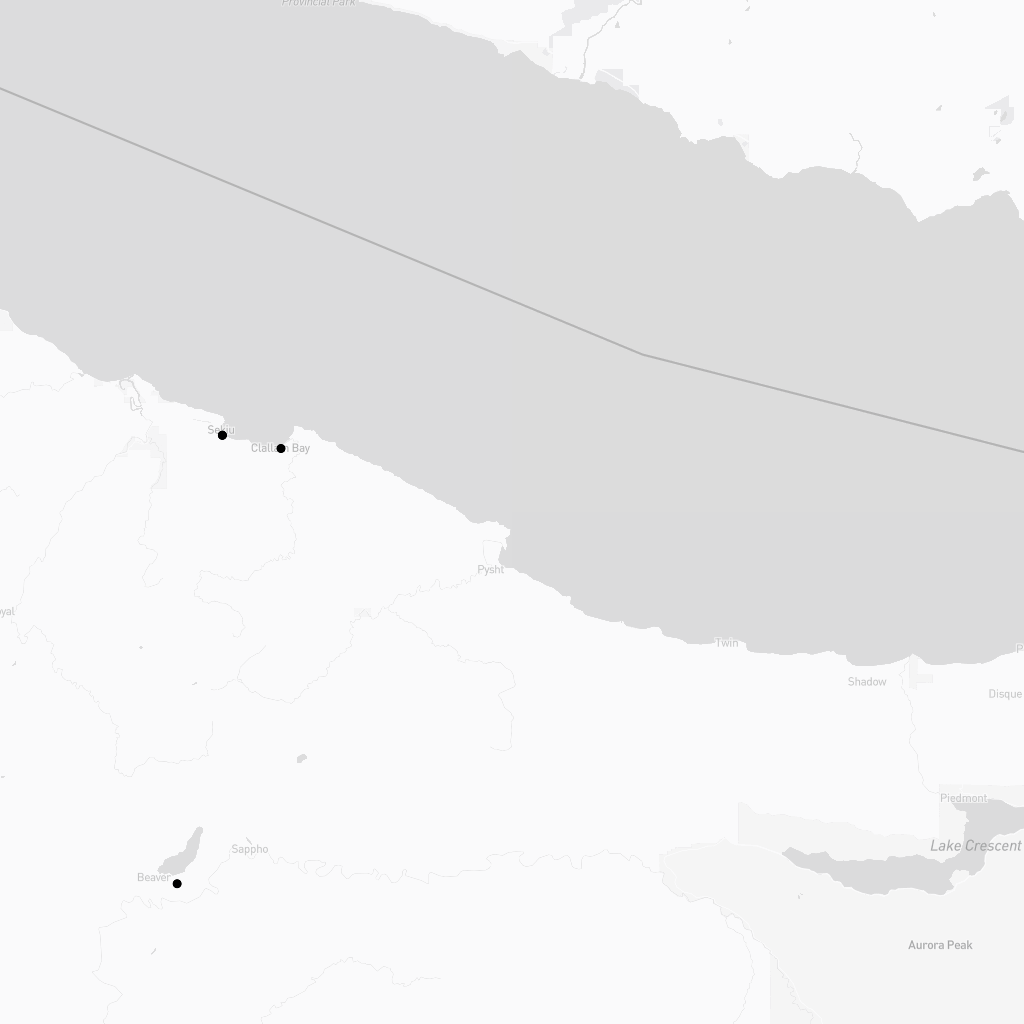 Provincial Park
Sekiu
Clallam Bay
Pysht
oyal
Twin
P
Shadow
Disque
Piedmont
Lake Crescent
Sappho
Beaver
Aurora Peak